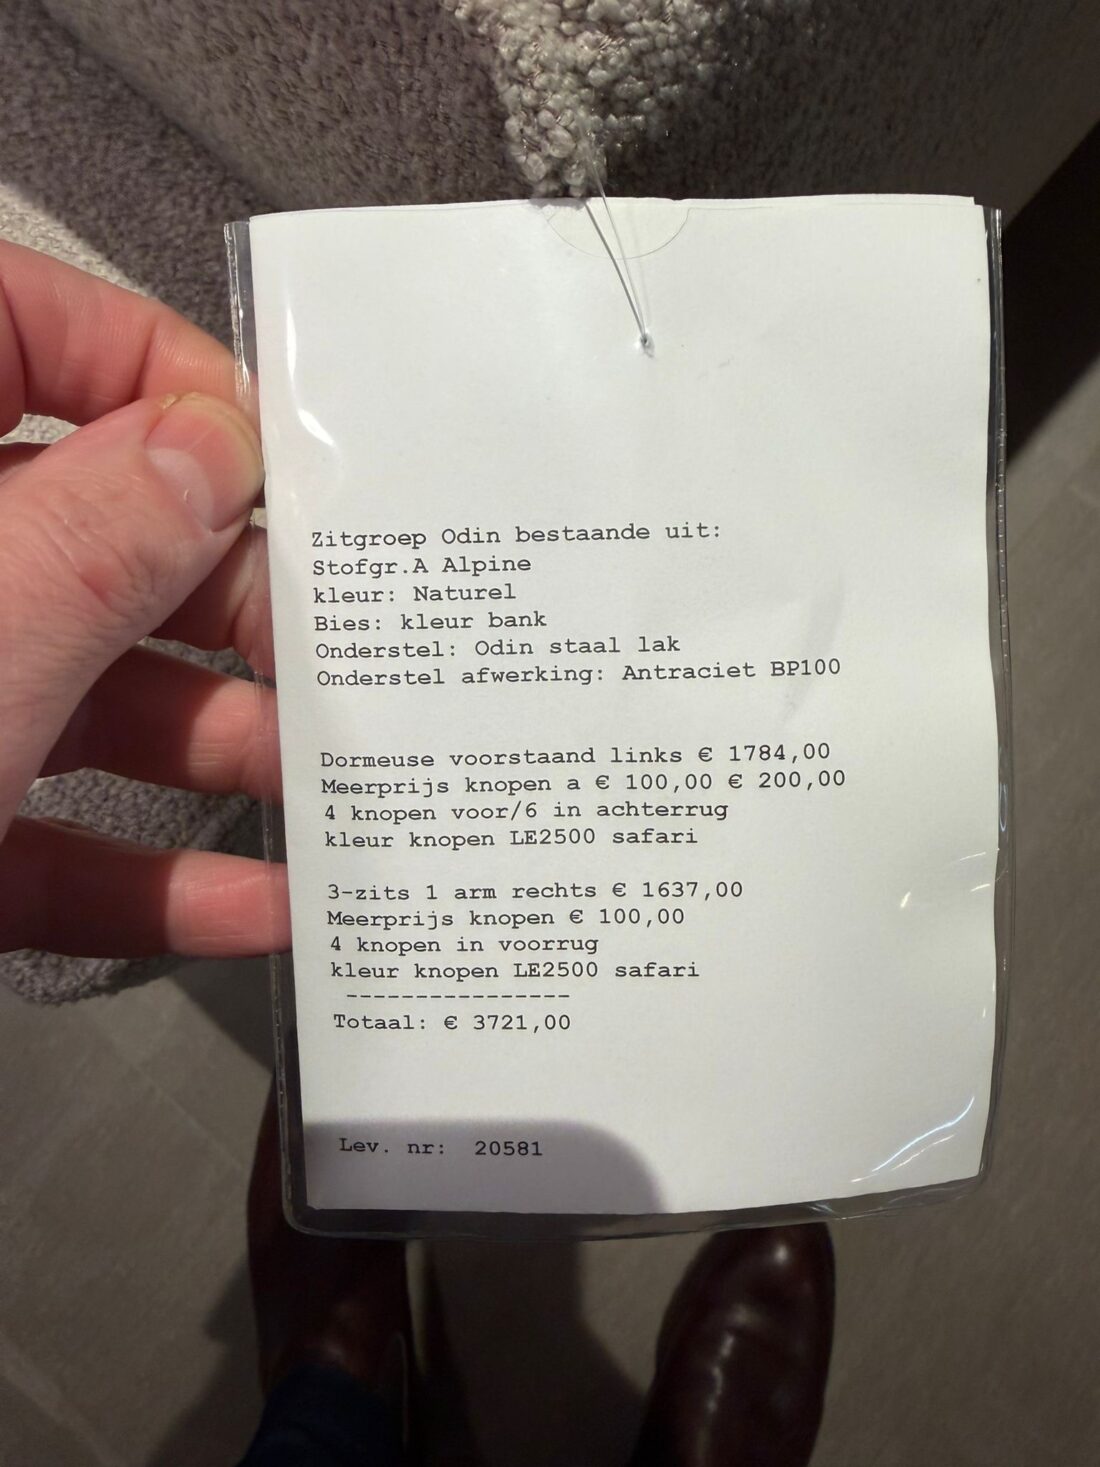 Zitgroep Odin bestaande uit:
Stofgr.A Alpine
kleur: Naturel
Bies: kleur bank
Onderstel: Odin staal lak
Onderstel afwerking: Antraciet BP100
Dormeuse voorstaand links € 1784,00
Meerprijs knopen a € 100,00 € 200,00
4 knopen voor/6 in achterrug
kleur knopen LE2500 safari
3-zits 1 arm rechts € 1637,00
Meerprijs knopen € 100,00
4 knopen in voorrug
kleur knopen LE2500 safari
----------------
Totaal: € 3721,00
Lev. nr: 20581